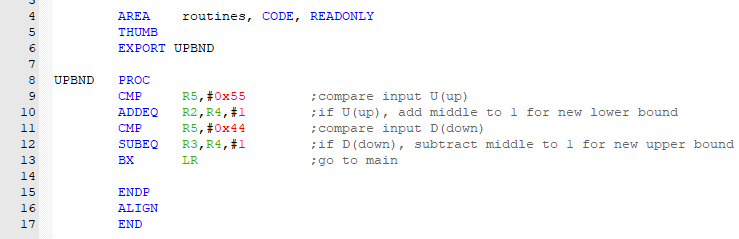 4 AREA routines, CODE, READONLY
5 THUMB
6 EXPORT UPBND
7
8 UPBND PROC
9 CMP R5,#0x55 ;compare input U(up)
10 ADDEQ R2,R4,#1 ;if U(up), add middle to 1 for new lower bound
11 CMP R5,#0x44 ;compare input D(down)
12 SUBEQ R3,R4,#1 ;if D(down), subtract middle to 1 for new upper bound
13 BX LR ;go to main
14
15 ENDP
16 ALIGN
17 END